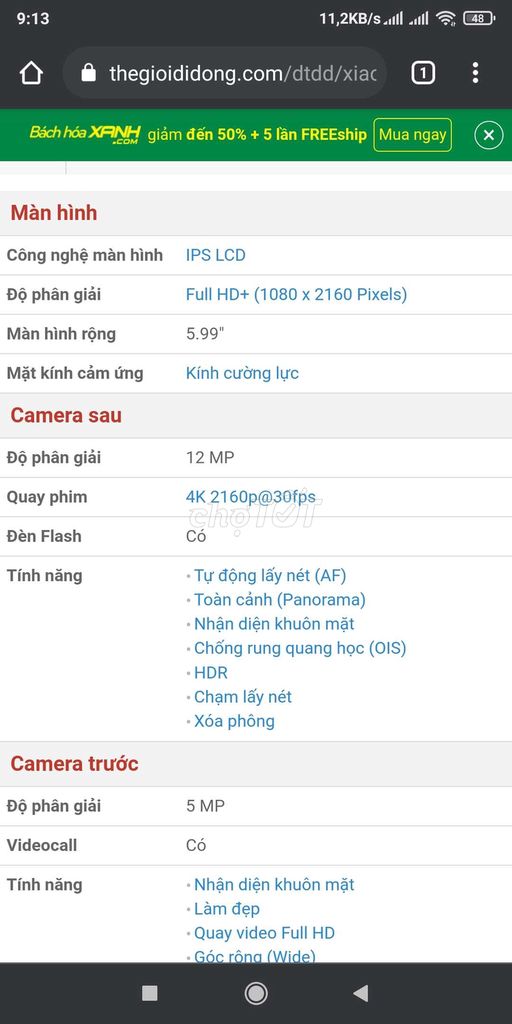 9:13
11,2KB/s
48
thegioididong.com/dtdd/xiac
1
Bách hóa XANH .COM giảm đến 50% + 5 lần FREEship Mua ngay
Màn hình
Công nghệ màn hình IPS LCD
Độ phân giải Full HD+ (1080 x 2160 Pixels)
Màn hình rộng 5.99"
Mặt kính cảm ứng Kính cường lực
Camera sau
Độ phân giải 12 MP
Quay phim 4K 2160p@30fps
chợTỐT
Đèn Flash Có
Tính năng • Tự động lấy nét (AF)
• Toàn cảnh (Panorama)
• Nhận diện khuôn mặt
• Chống rung quang học (OIS)
• HDR
• Chạm lấy nét
• Xóa phông
Camera trước
Độ phân giải 5 MP
Videocall Có
Tính năng • Nhận diện khuôn mặt
• Làm đẹp
• Quay video Full HD
• Góc rộng (Wide)